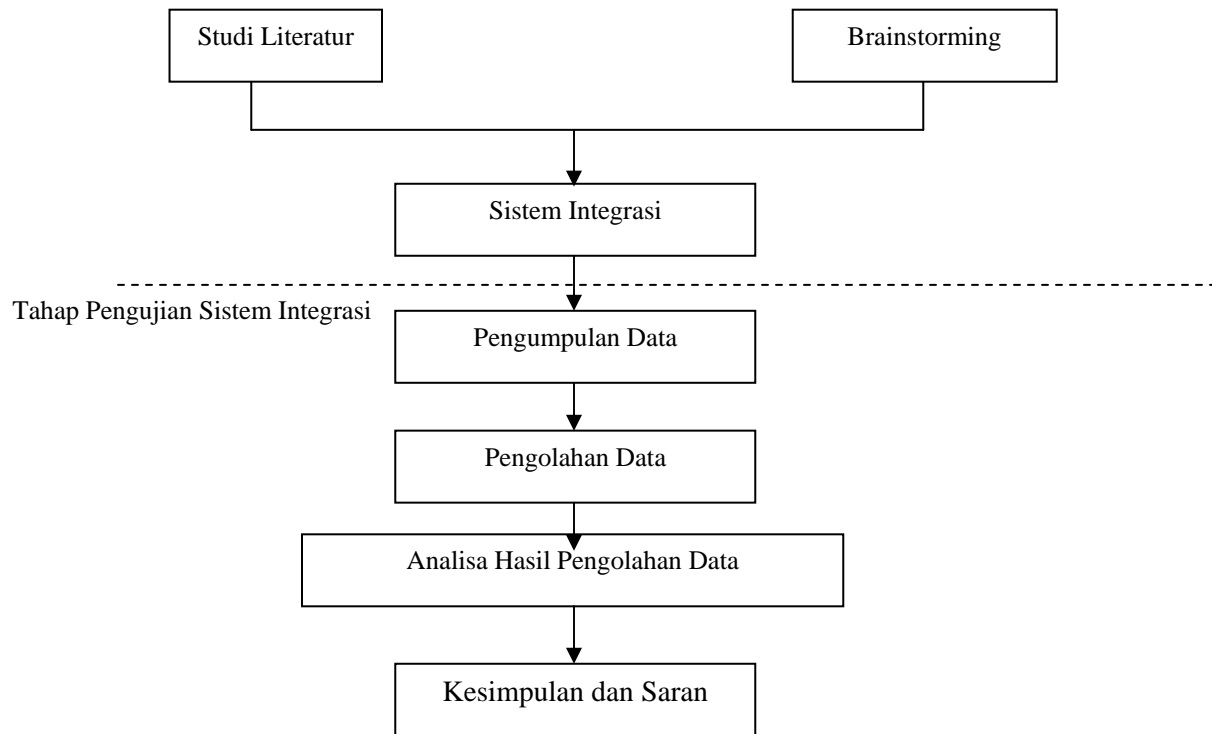 Studi Literatur
Brainstorming
Sistem Integrasi
Tahap Pengujian Sistem Integrasi
Pengumpulan Data
Pengolahan Data
Analisa Hasil Pengolahan Data
Kesimpulan dan Saran